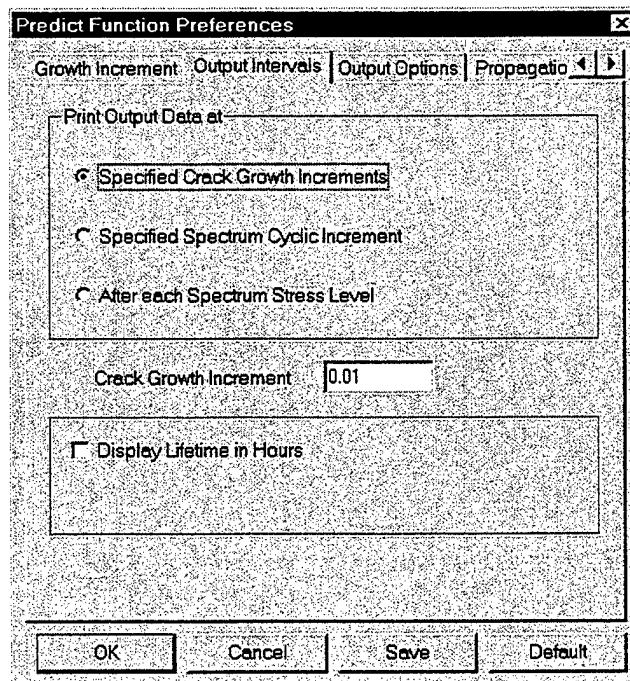 Predict Function Preferences
Growth Increment Output Intervals Output Options Propagatio
Print Output Data at
Specified Crack Growth Increments
Specified Spectrum Cyclic Increment
After each Spectrum Stress Level
Crack Growth Increment 0.01
Display Lifetime in Hours
OK Cancel Save Default